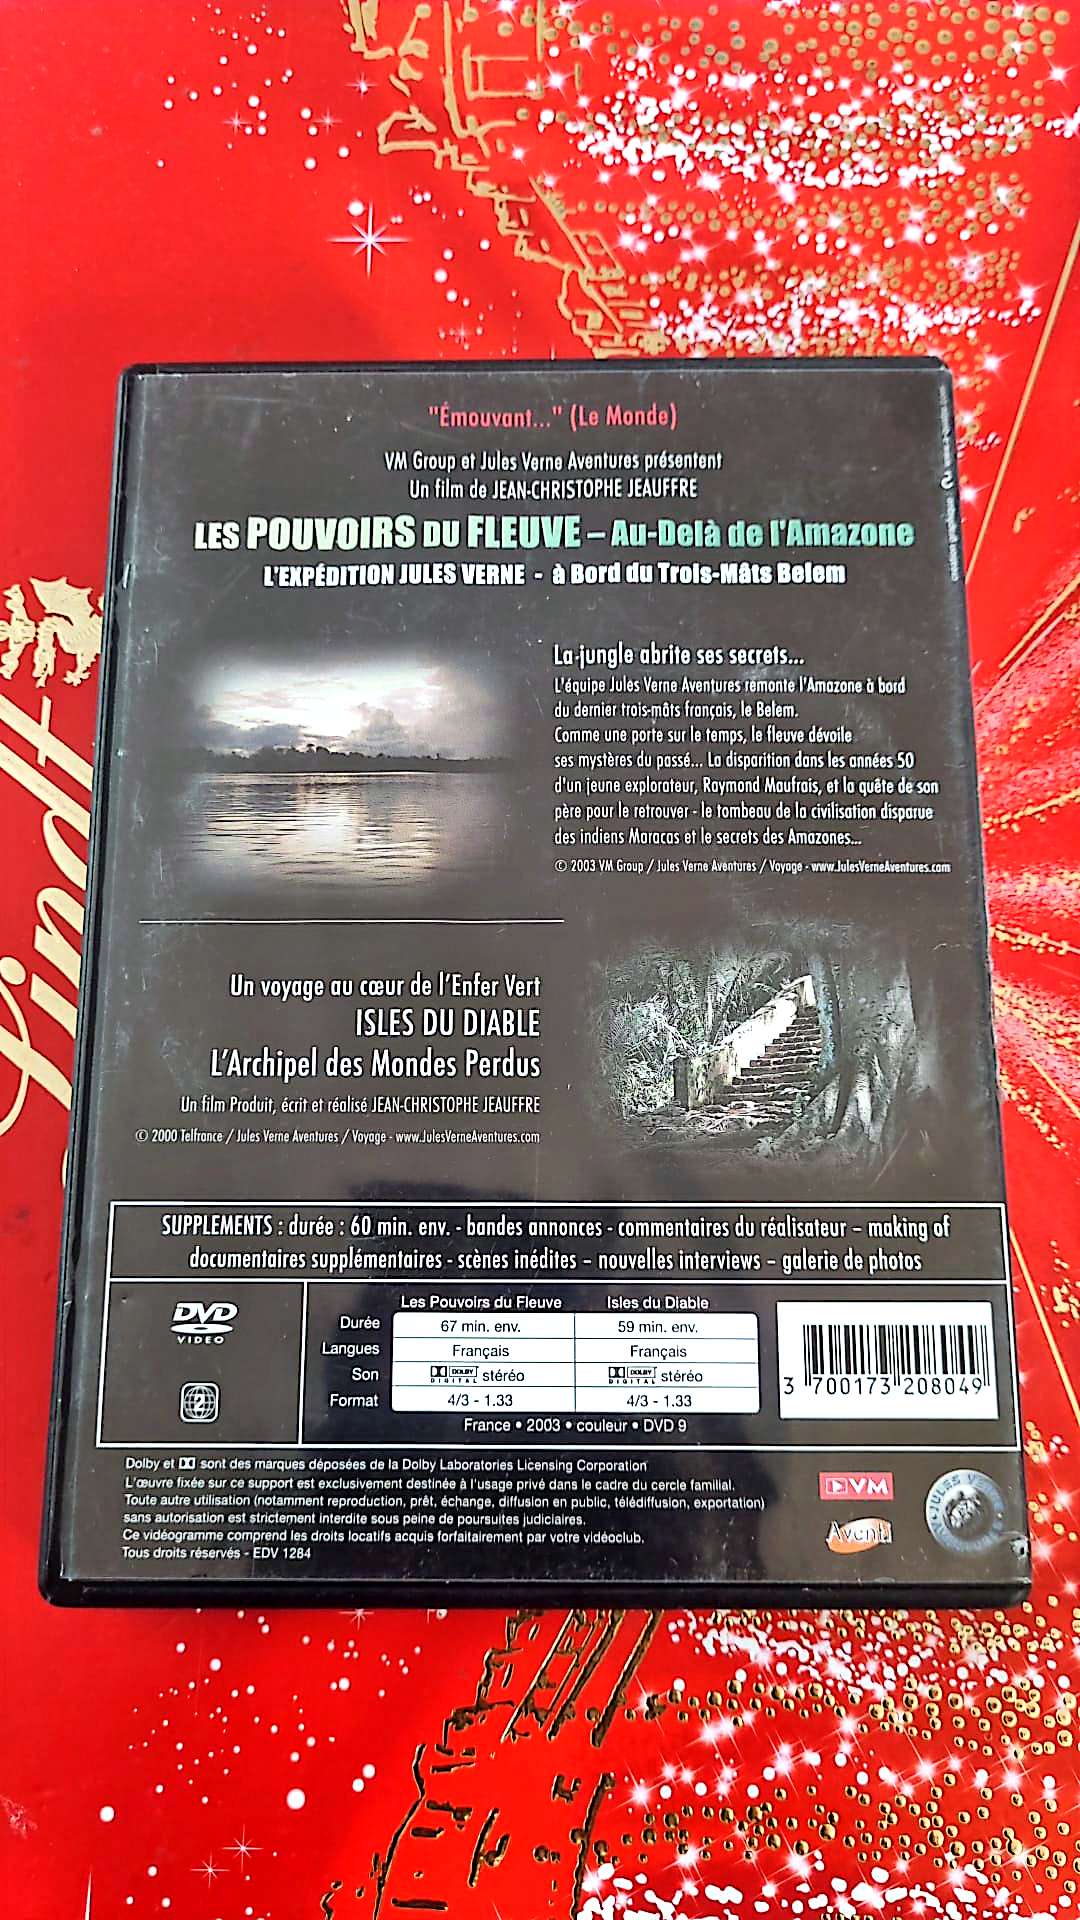 Lindt
"Émouvant..." (Le Monde)
VM Group et Jules Verne Aventures présentent
Un film de JEAN-CHRISTOPHE JEAUFFRE
LES POUVOIRS DU FLEUVE – Au-Delà de l'Amazone
L'EXPÉDITION JULES VERNE - à Bord du Trois-Mâts Belem
La jungle abrite ses secrets...
L'équipe Jules Verne Aventures remonte l'Amazone à bord
du dernier trois-mâts français, le Belem.
Comme une porte sur le temps, le fleuve dévoile
ses mystères du passé... La disparition dans les années 50
d'un jeune explorateur, Raymond Maufrais, et la quête de son
père pour le retrouver - le tombeau de la civilisation disparue
des indiens Maracas et le secrets des Amazones...
© 2003 VM Group / Jules Verne Aventures / Voyage - www.JulesVerneAventures.com
Un voyage au cœur de l'Enfer Vert
ISLES DU DIABLE
L'Archipel des Mondes Perdus
Un film Produit, écrit et réalisé JEAN-CHRISTOPHE JEAUFFRE
© 2000 Telfrance / Jules Verne Aventures / Voyage - www.JulesVerneAventures.com
SUPPLEMENTS : durée : 60 min. env. - bandes annonces - commentaires du réalisateur – making of
documentaires supplémentaires - scènes inédites – nouvelles interviews – galerie de photos
DVD
VIDEO
2
Les Pouvoirs du Fleuve Isles du Diable
Durée 67 min. env. 59 min. env.
Langues Français Français
Son DOLBY DIGITAL stéréo DOLBY DIGITAL stéréo
Format 4/3 - 1.33 4/3 - 1.33
France • 2003 • couleur • DVD 9
3 700173 208049
Dolby et sont des marques déposées de la Dolby Laboratories Licensing Corporation
L'œuvre fixée sur ce support est exclusivement destinée à l'usage privé dans le cadre du cercle familial.
Toute autre utilisation (notamment reproduction, prêt, échange, diffusion en public, télédiffusion, exportation)
sans autorisation est strictement interdite sous peine de poursuites judiciaires.
Ce vidéogramme comprend les droits locatifs acquis forfaitairement par votre vidéoclub.
Tous droits réservés - EDV 1284
VM
Aventi
JULES VERNE